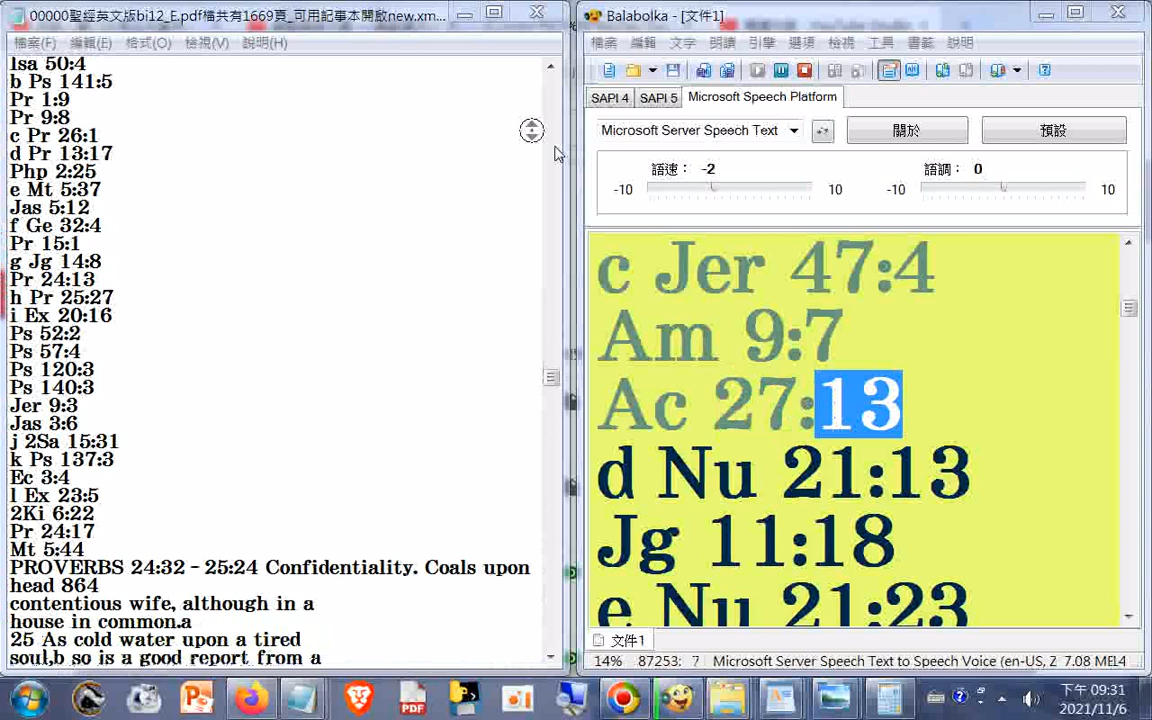 00000聖經英文版bi12_E.pdf檔共有1669頁_可用記事本開啟new.xm...
檔案(F) 編輯(E) 格式(O) 檢視(V) 說明(H)
Isa 50:4
b Ps 141:5
Pr 1:9
Pr 9:8
c Pr 26:1
d Pr 13:17
Php 2:25
e Mt 5:37
Jas 5:12
f Ge 32:4
Pr 15:1
g Jg 14:8
Pr 24:13
h Pr 25:27
i Ex 20:16
Ps 52:2
Ps 57:4
Ps 120:3
Ps 140:3
Jer 9:3
Jas 3:6
j 2Sa 15:31
k Ps 137:3
Ec 3:4
l Ex 23:5
2Ki 6:22
Pr 24:17
Mt 5:44
PROVERBS 24:32 – 25:24 Confidentiality. Coals upon
head 864
contentious wife, although in a
house in common.a
25 As cold water upon a tired
soul,b so is a good report from a
Balabolka - [文件1]
檔案 編輯 文字 朗讀 引擎 選項 檢視 工具 書籤 說明
SAPI 4 SAPI 5 Microsoft Speech Platform
Microsoft Server Speech Text 關於 預設
語速： -2 語調： 0
-10 10 -10 10
c Jer 47:4
Am 9:7
Ac 27:13
d Nu 21:13
Jg 11:18
e Nu 21:23
文件1
14% 87253: ? Microsoft Server Speech Text to Speech Voice (en-US, Z 7.08 ME14
下午 09:31
2021/11/6